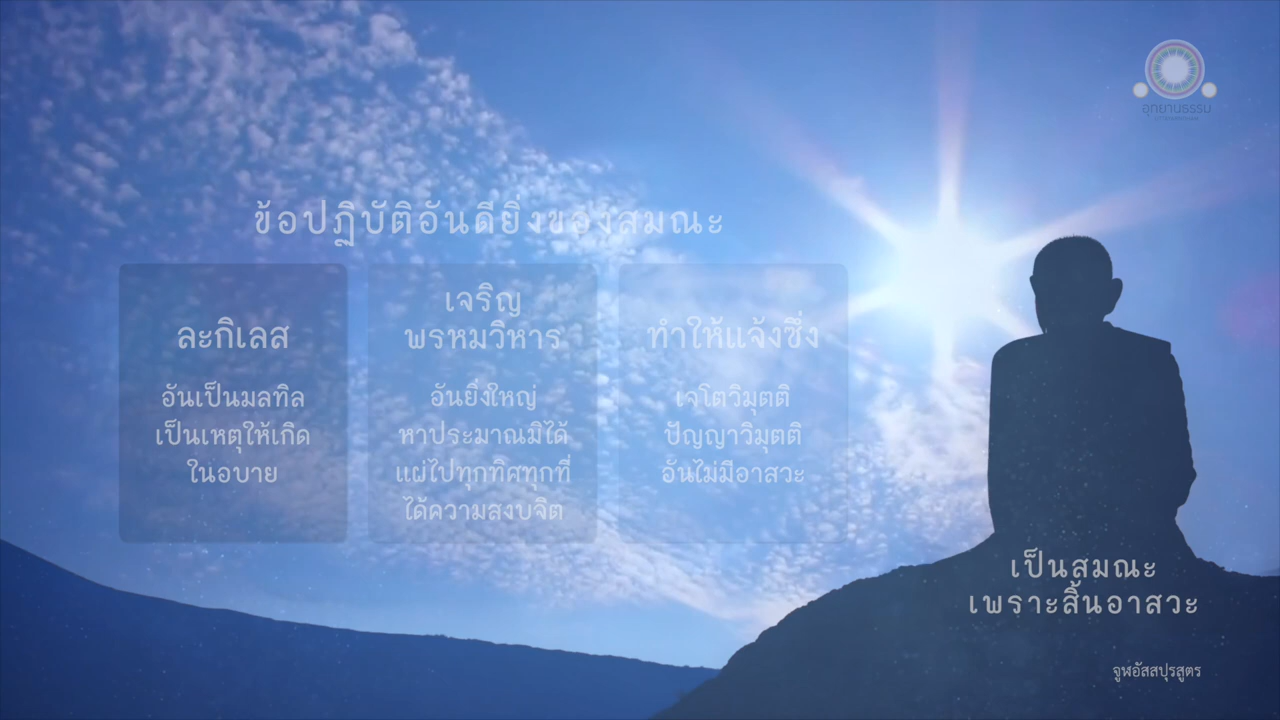 อุทยานธรรม
ข้อปฏิบัติอันดียิ่งของสมณะ
ละกิเลส
อันเป็นมลทิล
เป็นเหตุให้เกิด
ในอบาย
เจริญ
พรหมวิหาร
อันยิ่งใหญ่
หาประมาณมิได้
แผ่ไปทุกทิศทุกที่
ได้ความสงบจิต
ทำให้แจ้งซึ่ง
เจโตวิมุตติ
ปัญญาวิมุตติ
อันไม่มีอาสวะ
เป็นสมณะ
เพราะสิ้นอาสวะ
จูฬอัสสปุรสูตร